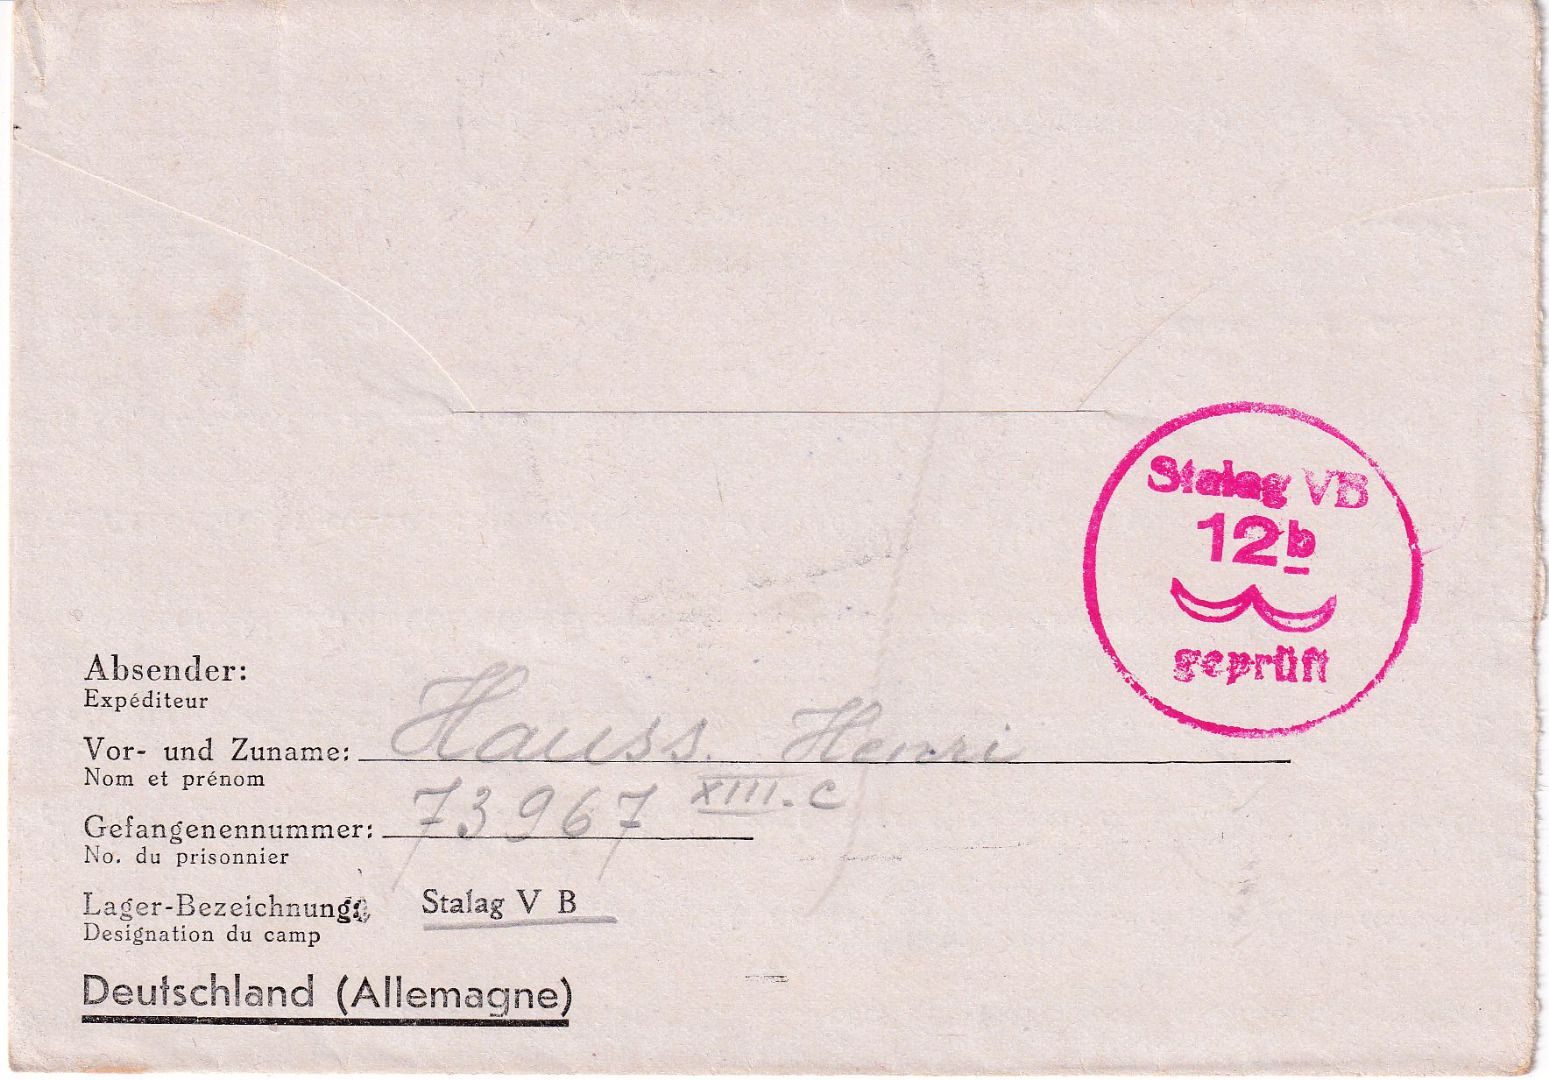 Stalag VB
12b
geprüft
Absender:
Expéditeur
Vor- und Zuname: Hauss. Henri
Nom et prénom
Gefangenennummer: 73967 XIII.C
No. du prisonnier
Lager-Bezeichnung: Stalag V B
Designation du camp
Deutschland (Allemagne)